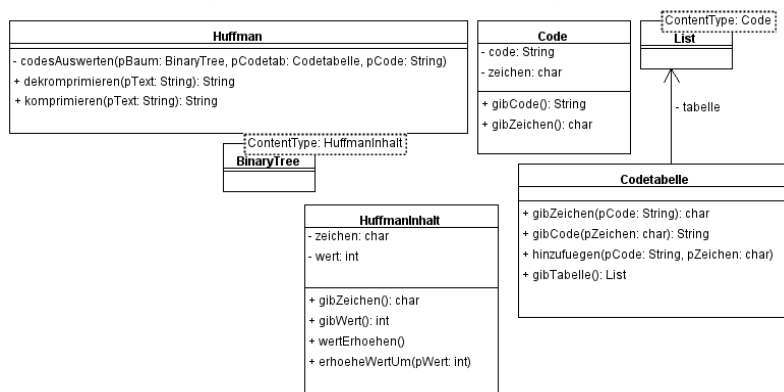 Huffman
- codesAuswerten(pBaum: BinaryTree, pCodetab: Codetabelle, pCode: String)
+ dekromprimieren(pText: String): String
+ komprimieren(pText: String): String
ContentType: HuffmanInhalt
BinaryTree
Code
- code: String
- zeichen: char
+ gibCode(): String
+ gibZeichen(): char
ContentType: Code
List
- tabelle
HuffmanInhalt
- zeichen: char
- wert: int
+ gibZeichen(): char
+ gibWert(): int
+ wertErhoehen()
+ erhoeheWertUm(pWert: int)
Codetabelle
+ gibZeichen(pCode: String): char
+ gibCode(pZeichen: char): String
+ hinzufuegen(pCode: String, pZeichen: char)
+ gibTabelle(): List